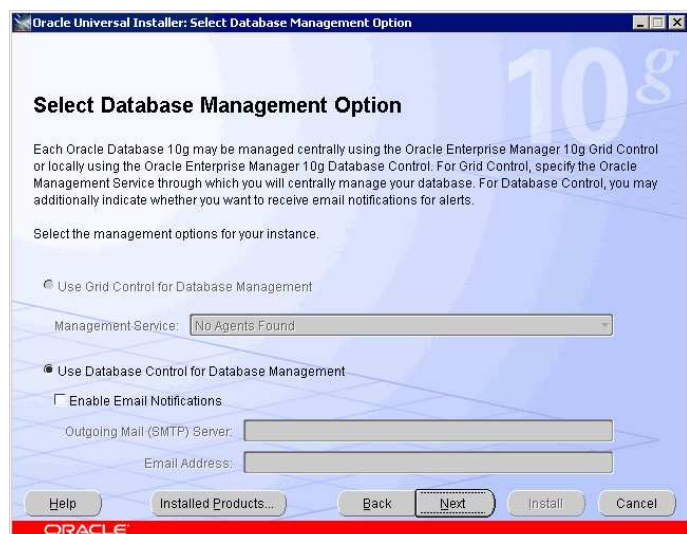 Oracle Universal Installer: Select Database Management Option
10g
Select Database Management Option
Each Oracle Database 10g may be managed centrally using the Oracle Enterprise Manager 10g Grid Control
or locally using the Oracle Enterprise Manager 10g Database Control. For Grid Control, specify the Oracle
Management Service through which you will centrally manage your database. For Database Control, you may
additionally indicate whether you want to receive email notifications for alerts.
Select the management options for your instance.
Use Grid Control for Database Management
Management Service: No Agents Found
Use Database Control for Database Management
Enable Email Notifications
Outgoing Mail (SMTP) Server:
Email Address:
Help Installed Products... Back Next Install Cancel
ORACLE